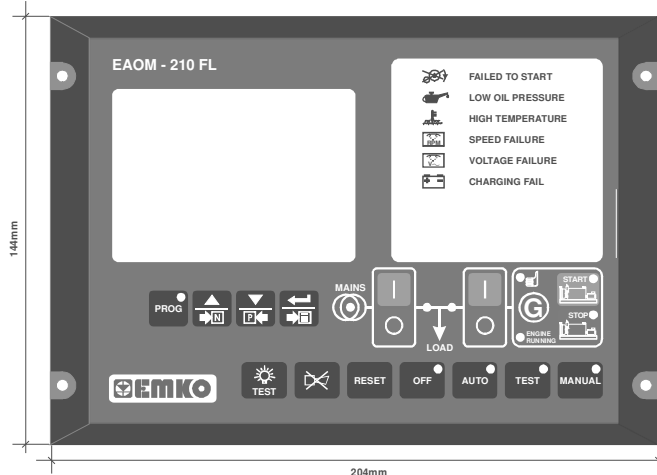 EAOM - 210 FL
FAILED TO START
LOW OIL PRESSURE
HIGH TEMPERATURE
RPM
SPEED FAILURE
VOLTAGE FAILURE
CHARGING FAIL
144mm
PROG
N
P
MAINS
LOAD
G
START
STOP
ENGINE
RUNNING
EMKO
TEST
RESET
OFF
AUTO
TEST
MANUAL
204mm